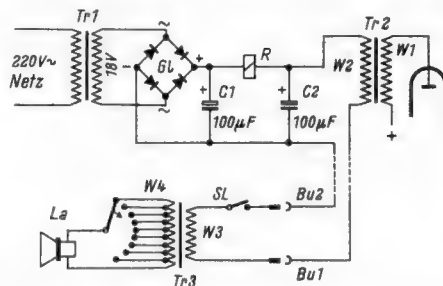 Tr1
Tr2
220V~
Netz
18V
~
Gl
~
-
+
R
+
C1
100µF
+
C2
100µF
W2
W1
+
La
W4
W3
Tr3
SL
Bu2
Bu1